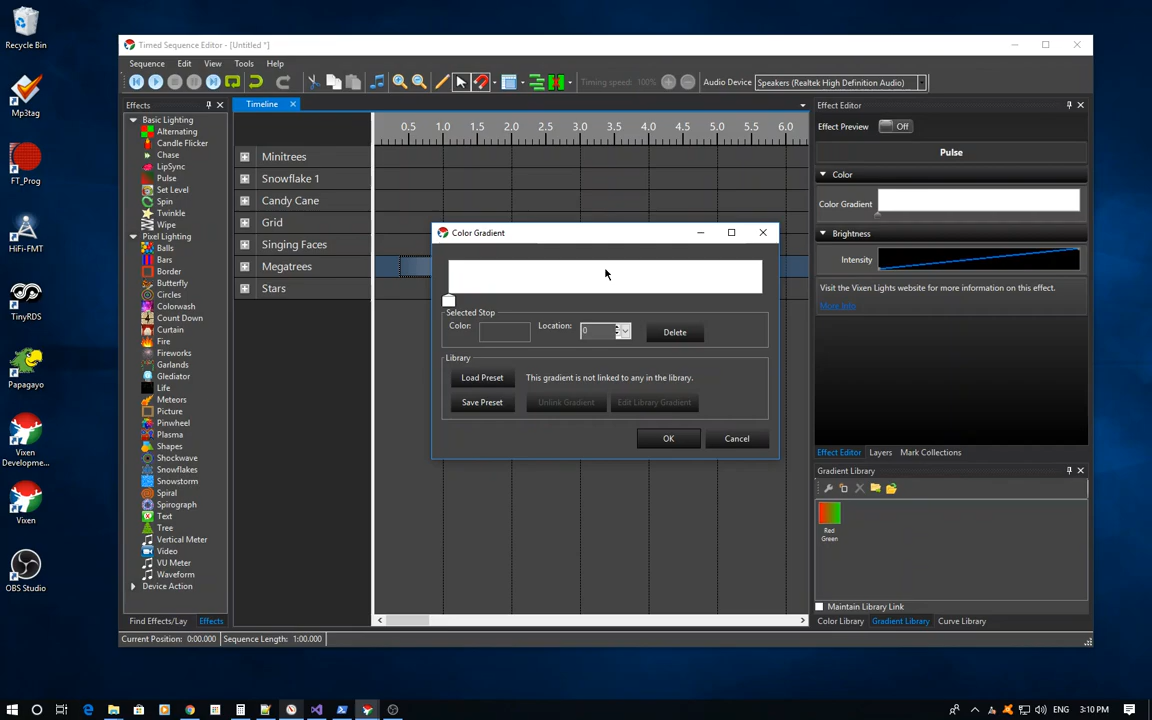 Recycle Bin
Mp3tag
FT_Prog
HiFi-FMT
TinyRDS
Papagayo
Vixen
Developme...
Vixen
OBS Studio
Timed Sequence Editor - [Untitled *]
Sequence Edit View Tools Help
Timing speed: 100%
Audio Device
Speakers (Realtek High Definition Audio)
Effects
Basic Lighting
Alternating
Candle Flicker
Chase
LipSync
Pulse
Set Level
Spin
Twinkle
Wipe
Pixel Lighting
Balls
Bars
Border
Butterfly
Circles
Colorwash
Count Down
Curtain
Fire
Fireworks
Garlands
Glediator
Life
Meteors
Picture
Pinwheel
Plasma
Shapes
Shockwave
Snowflakes
Snowstorm
Spiral
Spirograph
Text
Tree
Vertical Meter
Video
VU Meter
Waveform
Device Action
Find Effects/Lay Effects
Timeline
0.5 1.0 1.5 2.0 2.5 3.0 3.5 4.0 4.5 5.0 5.5 6.0
Minitrees
Snowflake 1
Candy Cane
Grid
Singing Faces
Megatrees
Stars
Color Gradient
Selected Stop
Color:
Location:
0
Delete
Library
Load Preset
This gradient is not linked to any in the library.
Save Preset
Unlink Gradient
Edit Library Gradient
OK
Cancel
Effect Editor
Effect Preview Off
Pulse
Color
Color Gradient
Brightness
Intensity
Visit the Vixen Lights website for more information on this effect.
More Info
Effect Editor Layers Mark Collections
Gradient Library
Red
Green
Maintain Library Link
Color Library Gradient Library Curve Library
Current Position: 0:00.000 Sequence Length: 1:00.000
ENG 3:10 PM